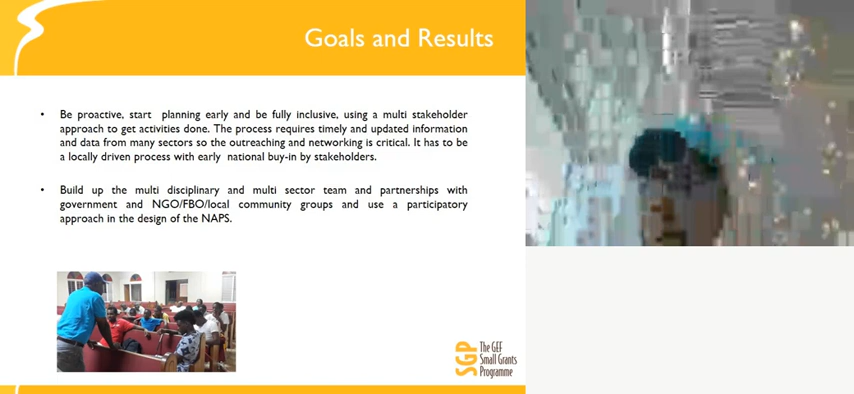 Goals and Results
• Be proactive, start planning early and be fully inclusive, using a multi stakeholder
approach to get activities done. The process requires timely and updated information
and data from many sectors so the outreaching and networking is critical. It has to be
a locally driven process with early national buy-in by stakeholders.
• Build up the multi disciplinary and multi sector team and partnerships with
government and NGO/FBO/local community groups and use a participatory
approach in the design of the NAPS.
SGP
The GEF
Small Grants
Programme